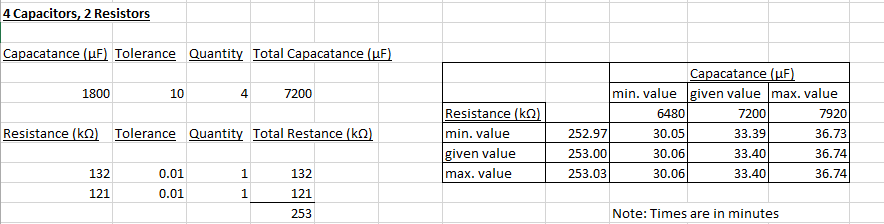 4 Capacitors, 2 Resistors
Capacatance (µF) Tolerance Quantity Total Capacatance (µF)
1800 10 4 7200
Resistance (kΩ) Tolerance Quantity Total Restance (kΩ)
132 0.01 1 132
121 0.01 1 121
253
Capacatance (µF)
min. value given value max. value
Resistance (kΩ) 6480 7200 7920
min. value 252.97 30.05 33.39 36.73
given value 253.00 30.06 33.40 36.74
max. value 253.03 30.06 33.40 36.74
Note: Times are in minutes